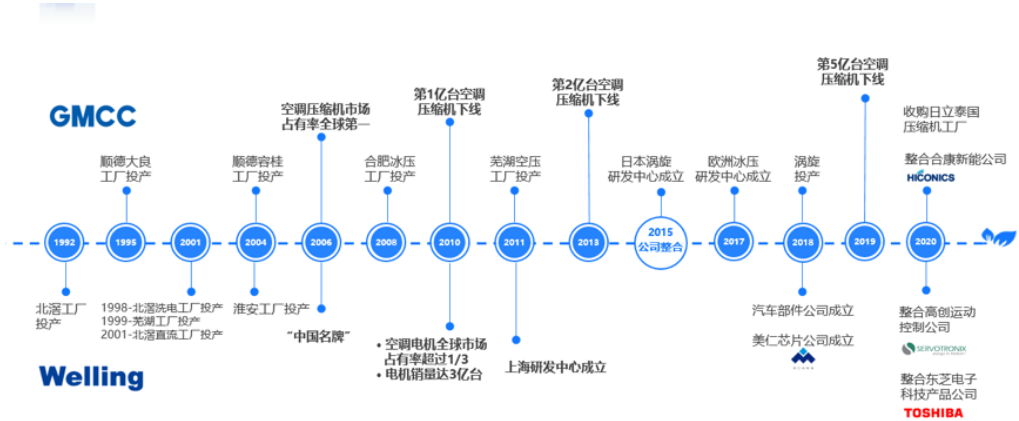 GMCC
顺德大良
工厂投产
顺德容桂
工厂投产
空调压缩机市场
占有率全球第一
合肥冰压
工厂投产
第1亿台空调
压缩机下线
芜湖空压
工厂投产
第2亿台空调
压缩机下线
日本涡旋
研发中心成立
欧洲冰压
研发中心成立
涡旋
投产
第5亿台空调
压缩机下线
收购日立泰国
压缩机工厂
整合合康新能公司
HICONICS
1992
1995
2001
2004
2006
2008
2010
2011
2013
2015
公司整合
2017
2018
2019
2020
北滘工厂
投产
1998-北滘洗电工厂投产
1999-芜湖工厂投产
2001-北滘直流工厂投产
淮安工厂投产
“中国名牌”
• 空调电机全球市场
占有率超过1/3
• 电机销量达3亿台
上海研发中心成立
汽车部件公司成立
美仁芯片公司成立
整合高创运动
控制公司
SERVOTRONIX
整合东芝电子
科技产品公司
TOSHIBA
Welling